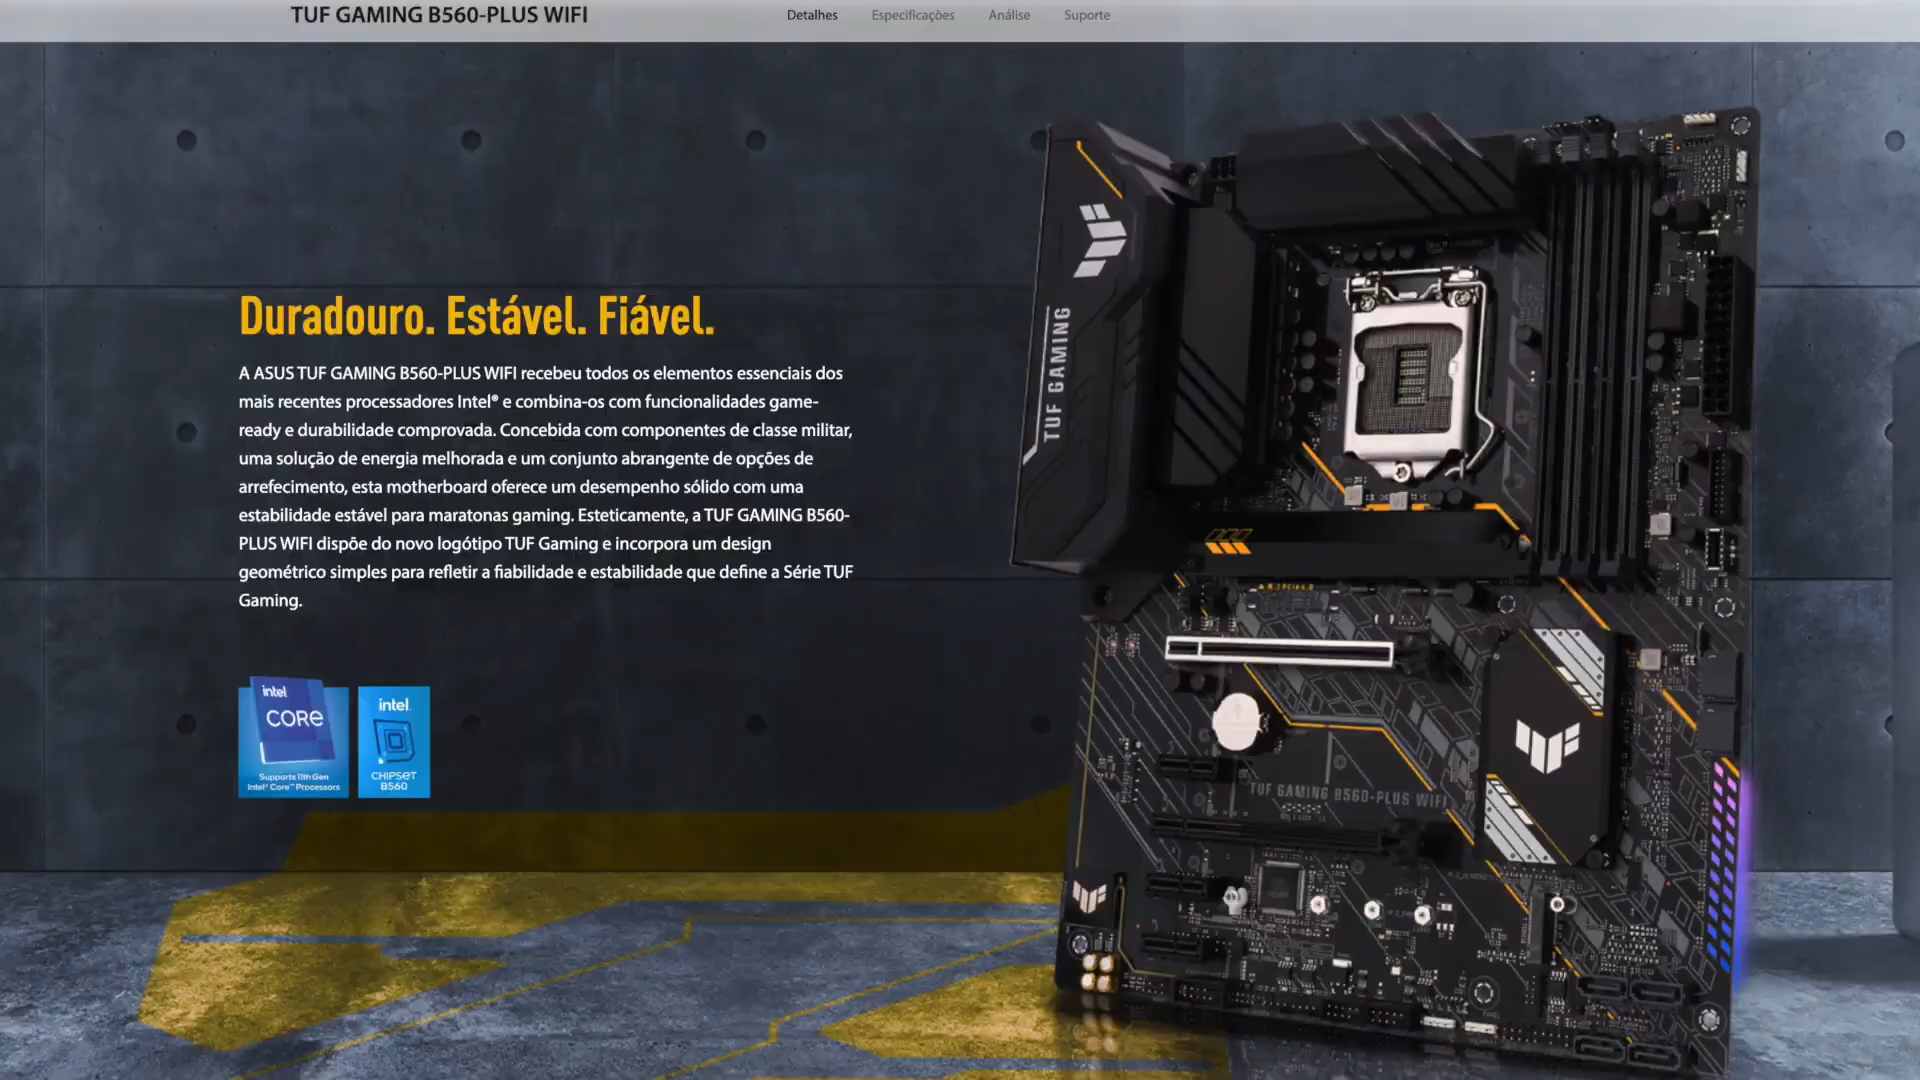 TUF GAMING B560-PLUS WIFI
Detalhes
Especificações
Análise
Suporte
Duradouro. Estável. Fiável.
A ASUS TUF GAMING B560-PLUS WIFI recebeu todos os elementos essenciais dos
mais recentes processadores Intel® e combina-os com funcionalidades game-
ready e durabilidade comprovada. Concebida com componentes de classe militar,
uma solução de energia melhorada e um conjunto abrangente de opções de
arrefecimento, esta motherboard oferece um desempenho sólido com uma
estabilidade estável para maratonas gaming. Esteticamente, a TUF GAMING B560-
PLUS WIFI dispõe do novo logótipo TUF Gaming e incorpora um design
geométrico simples para refletir a fiabilidade e estabilidade que define a Série TUF
Gaming.
intel
CORE
Supports 11th Gen
Intel® Core™ Processors
intel.
CHIPSET
B560
TUF GAMING
TUF GAMING B560-PLUS WIFI